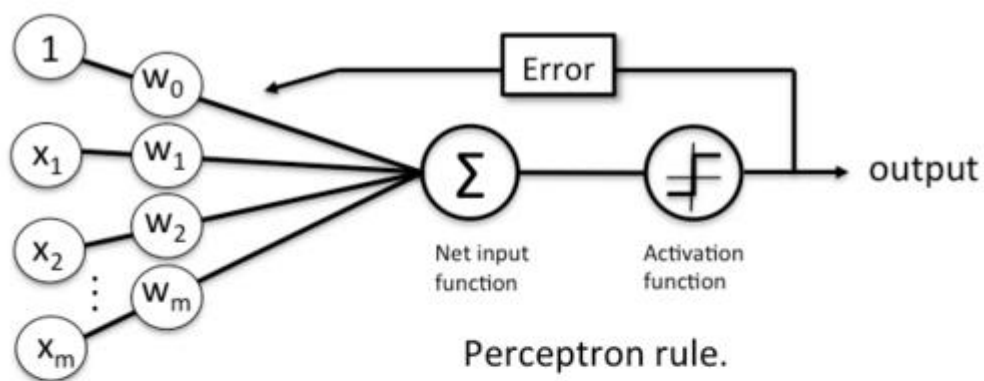 1
w0
Error
x1
w1
Σ
output
x2
w2
Net input
function
Activation
function
⋮
wm
xm
Perceptron rule.